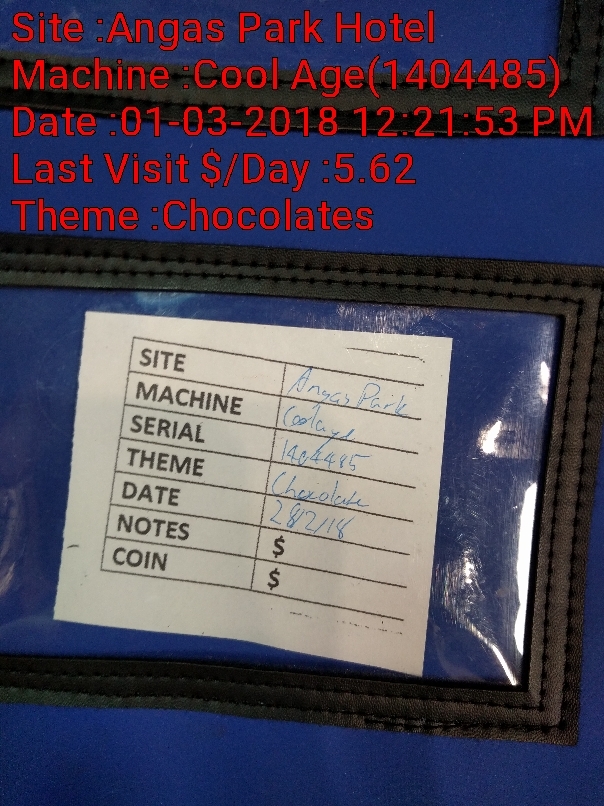 Site :Angas Park Hotel
Machine :Cool Age(1404485)
Date :01-03-2018 12:21:53 PM
Last Visit $/Day :5.62
Theme :Chocolates
SITE Angas Park
MACHINE Coolage
SERIAL 1404485
THEME Chocolate
DATE 28/2/18
NOTES $
COIN $